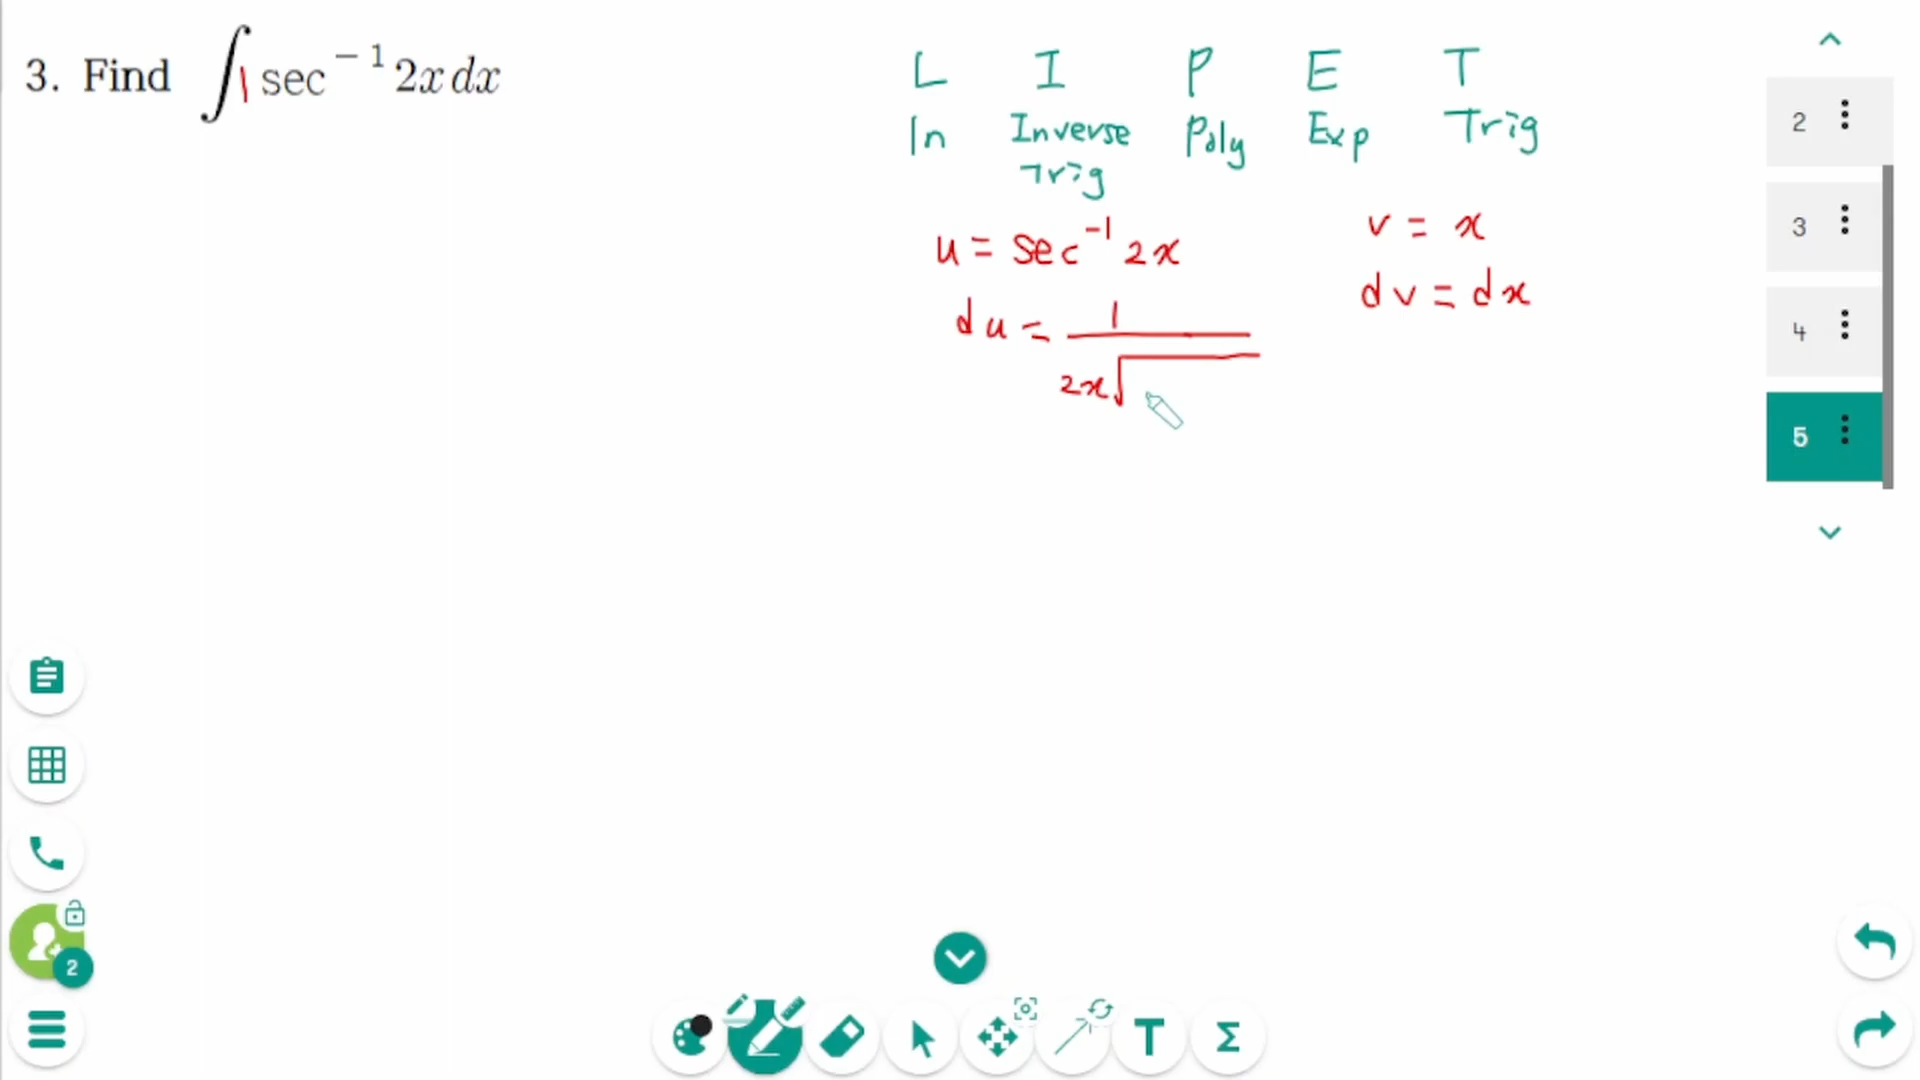 3. Find ∫ 1 sec⁻¹ 2x dx
L I P E T
ln Inverse Trig Poly Exp Trig
u = sec⁻¹ 2x
v = x
du = 1 / 2x√
dv = dx
2
3
4
5
2
T
Σ